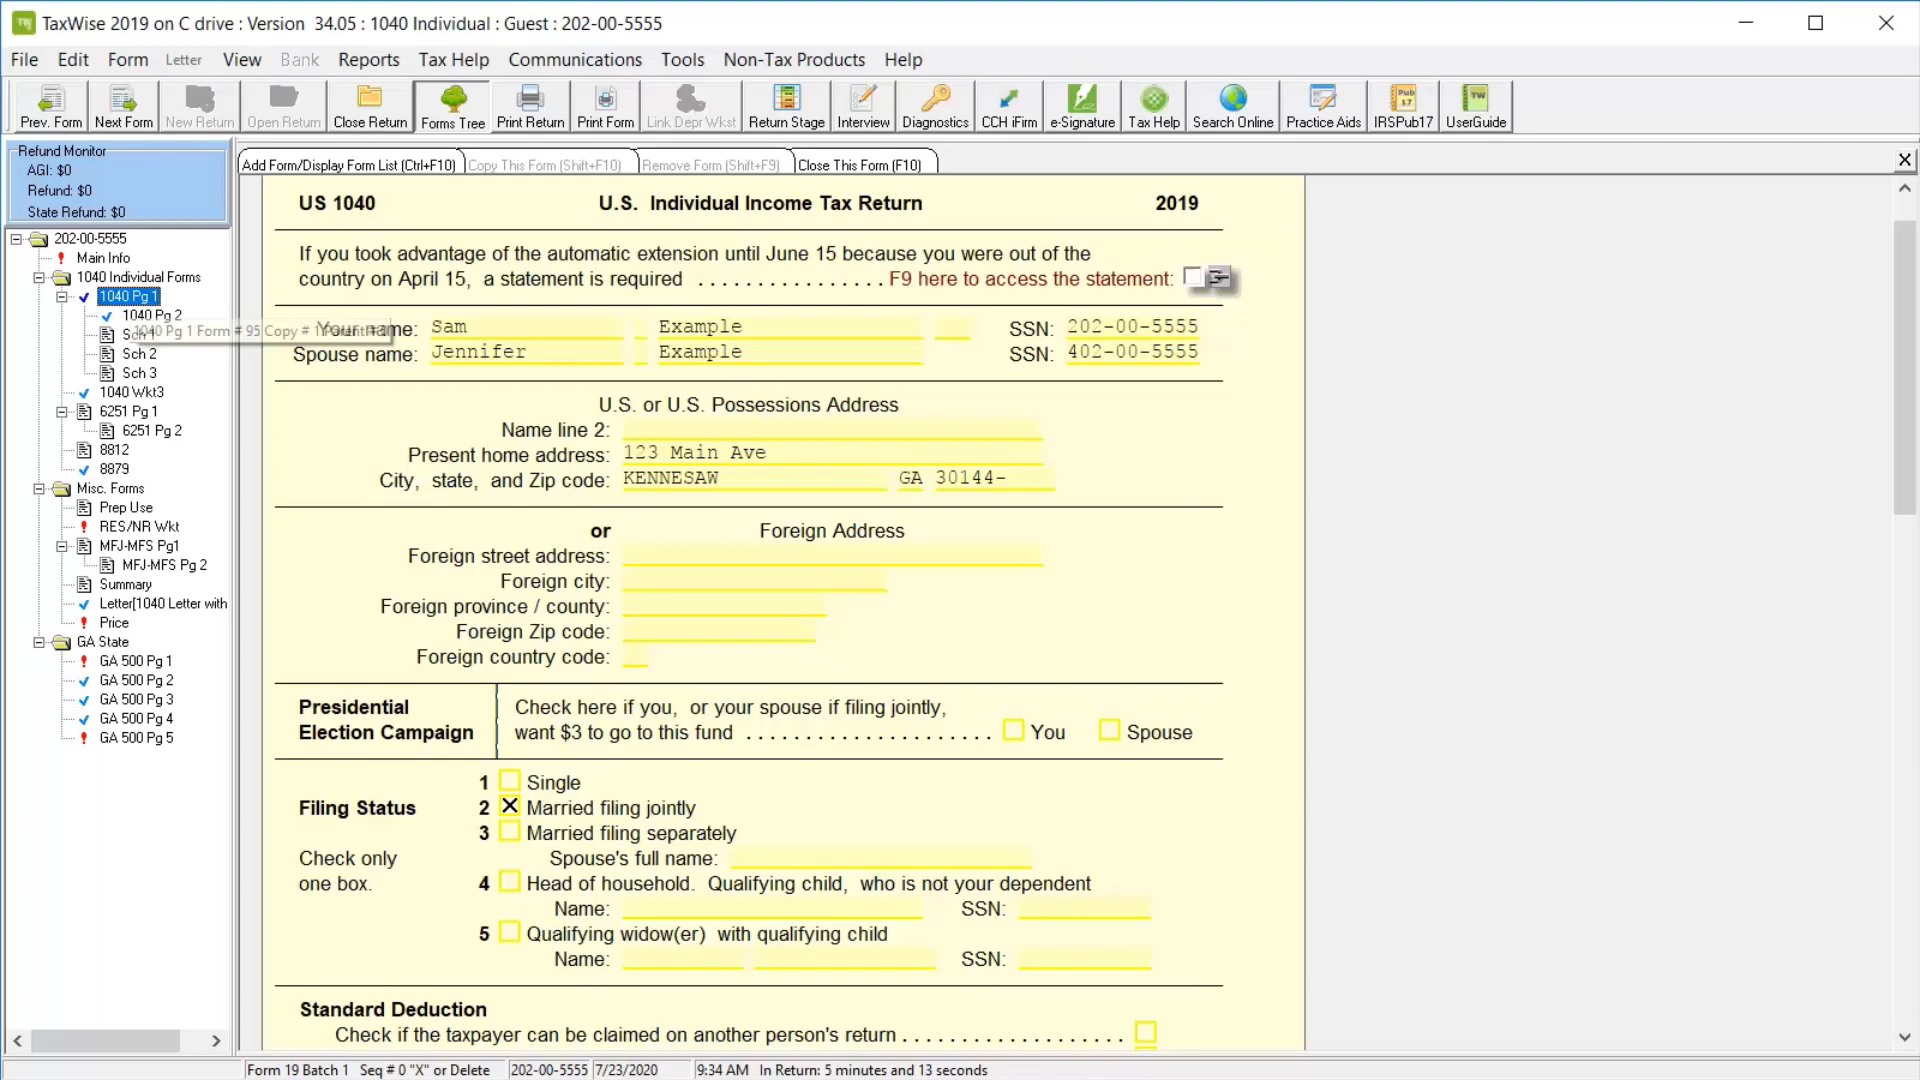 TaxWise 2019 on C drive : Version 34.05 : 1040 Individual : Guest : 202-00-5555
File Edit Form Letter View Bank Reports Tax Help Communications Tools Non-Tax Products Help
Prev. Form Next Form New Return Open Return Close Return Forms Tree Print Return Print Form Link Depr Wkst Return Stage Interview Diagnostics CCH iFirm e-Signature Tax Help Search Online Practice Aids IRSPub17 UserGuide
Refund Monitor
AGI: $0
Refund: $0
State Refund: $0
202-00-5555
Main Info
1040 Individual Forms
1040 Pg 1
1040 Pg 2
Sch 1
Sch 2
Sch 3
1040 Wkt3
6251 Pg 1
6251 Pg 2
8812
8879
Misc. Forms
Prep Use
RES/NR Wkt
MFJ-MFS Pg1
MFJ-MFS Pg 2
Summary
Letter[1040 Letter with
Price
GA State
GA 500 Pg 1
GA 500 Pg 2
GA 500 Pg 3
GA 500 Pg 4
GA 500 Pg 5
1040 Pg 1 Form # 95 Copy # 1
Add Form/Display Form List (Ctrl+F10) Copy This Form (Shift+F10) Remove Form (Shift+F9) Close This Form (F10)
US 1040 U.S. Individual Income Tax Return 2019
If you took advantage of the automatic extension until June 15 because you were out of the
country on April 15, a statement is required . . . . . . . . . . . . . . . F9 here to access the statement:
Your name: Sam Example SSN: 202-00-5555
Spouse name: Jennifer Example SSN: 402-00-5555
U.S. or U.S. Possessions Address
Name line 2:
Present home address: 123 Main Ave
City, state, and Zip code: KENNESAW GA 30144-
or Foreign Address
Foreign street address:
Foreign city:
Foreign province / county:
Foreign Zip code:
Foreign country code:
Presidential Election Campaign
Check here if you, or your spouse if filing jointly,
want $3 to go to this fund . . . . . . . . . . . . . . . . . . . . You Spouse
Filing Status
Check only
one box.
1 Single
2 X Married filing jointly
3 Married filing separately
Spouse's full name:
4 Head of household. Qualifying child, who is not your dependent
Name: SSN:
5 Qualifying widow(er) with qualifying child
Name: SSN:
Standard Deduction
Check if the taxpayer can be claimed on another person's return . . . . . . . . . . . . . . . . . .
Form 19 Batch 1 Seq # 0 "X" or Delete 202-00-5555 7/23/2020 9:34 AM In Return: 5 minutes and 13 seconds